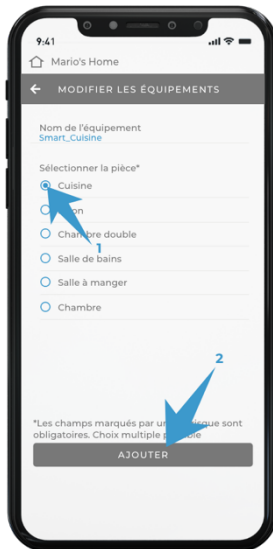 9:41
Mario's Home
MODIFIER LES ÉQUIPEMENTS
Nom de l'équipement
Smart_Cuisine
Sélectionner la pièce*
Cuisine
1
Chambre double
Salle de bains
Salle à manger
Chambre
2
*Les champs marqués par un sont
obligatoires. Choix multiple
AJOUTER